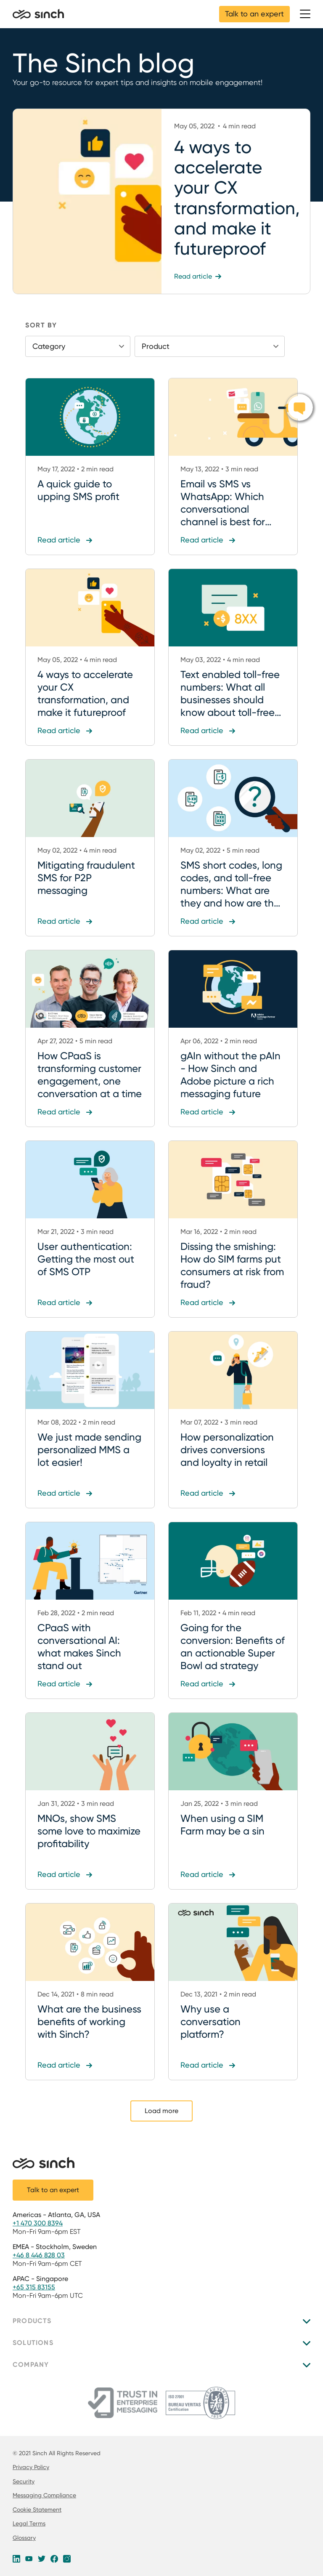 sinch
Talk to an expert
The Sinch blog
Your go-to resource for expert tips and insights on mobile engagement!
May 05, 2022 • 4 min read
4 ways to
accelerate
your CX
transformation,
and make it
futureproof
Read article
SORT BY
Category
Product
May 17, 2022 • 2 min read
A quick guide to
upping SMS profit
Read article
May 13, 2022 • 3 min read
Email vs SMS vs
WhatsApp: Which
conversational
channel is best for...
Read article
May 05, 2022 • 4 min read
4 ways to accelerate
your CX
transformation, and
make it futureproof
Read article
8XX
May 03, 2022 • 4 min read
Text enabled toll-free
numbers: What all
businesses should
know about toll-free...
Read article
May 02, 2022 • 4 min read
Mitigating fraudulent
SMS for P2P
messaging
Read article
May 02, 2022 • 5 min read
SMS short codes, long
codes, and toll-free
numbers: What are
they and how are th...
Read article
Apr 27, 2022 • 5 min read
How CPaaS is
transforming customer
engagement, one
conversation at a time
Read article
Apr 06, 2022 • 2 min read
gAIn without the pAIn
- How Sinch and
Adobe picture a rich
messaging future
Read article
Mar 21, 2022 • 3 min read
User authentication:
Getting the most out
of SMS OTP
Read article
Mar 16, 2022 • 2 min read
Dissing the smishing:
How do SIM farms put
consumers at risk from
fraud?
Read article
Mar 08, 2022 • 2 min read
We just made sending
personalized MMS a
lot easier!
Read article
Mar 07, 2022 • 3 min read
How personalization
drives conversions
and loyalty in retail
Read article
Gartner
Feb 28, 2022 • 2 min read
CPaaS with
conversational AI:
what makes Sinch
stand out
Read article
Feb 11, 2022 • 4 min read
Going for the
conversion: Benefits of
an actionable Super
Bowl ad strategy
Read article
Jan 31, 2022 • 3 min read
MNOs, show SMS
some love to maximize
profitability
Read article
Jan 25, 2022 • 3 min read
When using a SIM
Farm may be a sin
Read article
Dec 14, 2021 • 8 min read
What are the business
benefits of working
with Sinch?
Read article
sinch
Dec 13, 2021 • 2 min read
Why use a
conversation
platform?
Read article
Load more
sinch
Talk to an expert
Americas - Atlanta, GA, USA
+1 470 300 8394
Mon-Fri 9am-6pm EST
EMEA - Stockholm, Sweden
+46 8 446 828 03
Mon-Fri 9am-6pm CET
APAC - Singapore
+65 315 83155
Mon-Fri 9am-6pm UTC
PRODUCTS
SOLUTIONS
COMPANY
TRUST IN
ENTERPRISE
MESSAGING
ISO 27001
BUREAU VERITAS
Certification
© 2021 Sinch All Rights Reserved
Privacy Policy
Security
Messaging Compliance
Cookie Statement
Legal Terms
Glossary